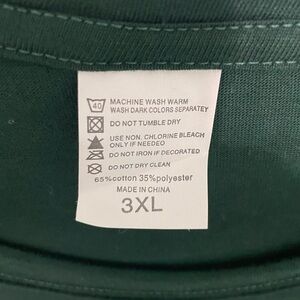 40
MACHINE WASH WARM
WASH DARK COLORS SEPARATEY
DO NOT TUMBLE DRY
USE NON. CHLORINE BLEACH
ONLY IF NEEDED
DO NOT IRON IF DECORATED
DO NOT DRY CLEAN
65%cotton 35%polyester
MADE IN CHINA
3XL